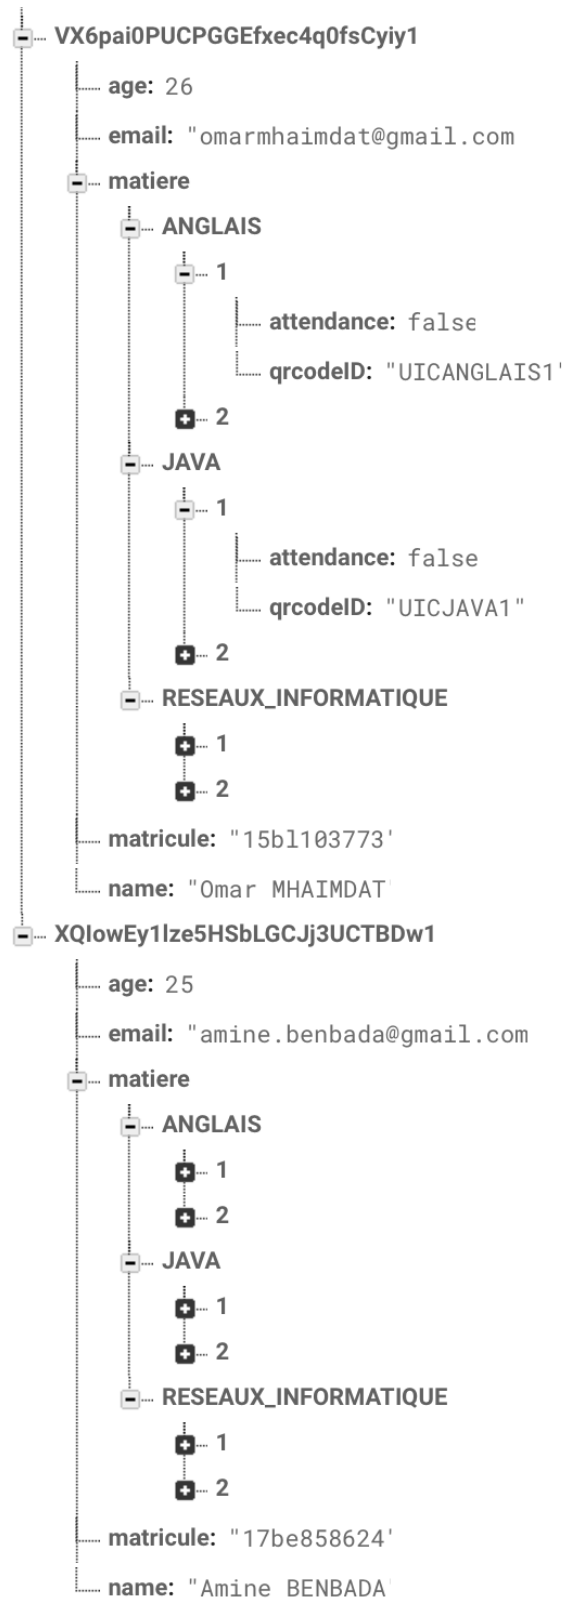 VX6pai0PUCPGGEfxec4q0fsCyiy1
age: 26
email: "omarmhaimdat@gmail.com
matiere
ANGLAIS
1
attendance: false
qrcodeID: "UICANGLAIS1'
2
JAVA
1
attendance: false
qrcodeID: "UICJAVA1"
2
RESEAUX_INFORMATIQUE
1
2
matricule: "15bl103773'
name: "Omar MHAIMDAT
XQIowEy1lze5HSbLGCJj3UCTBDw1
age: 25
email: "amine.benbada@gmail.com
matiere
ANGLAIS
1
2
JAVA
1
2
RESEAUX_INFORMATIQUE
1
2
matricule: "17be858624'
name: "Amine BENBADA